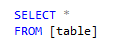 SELECT *
FROM [table]